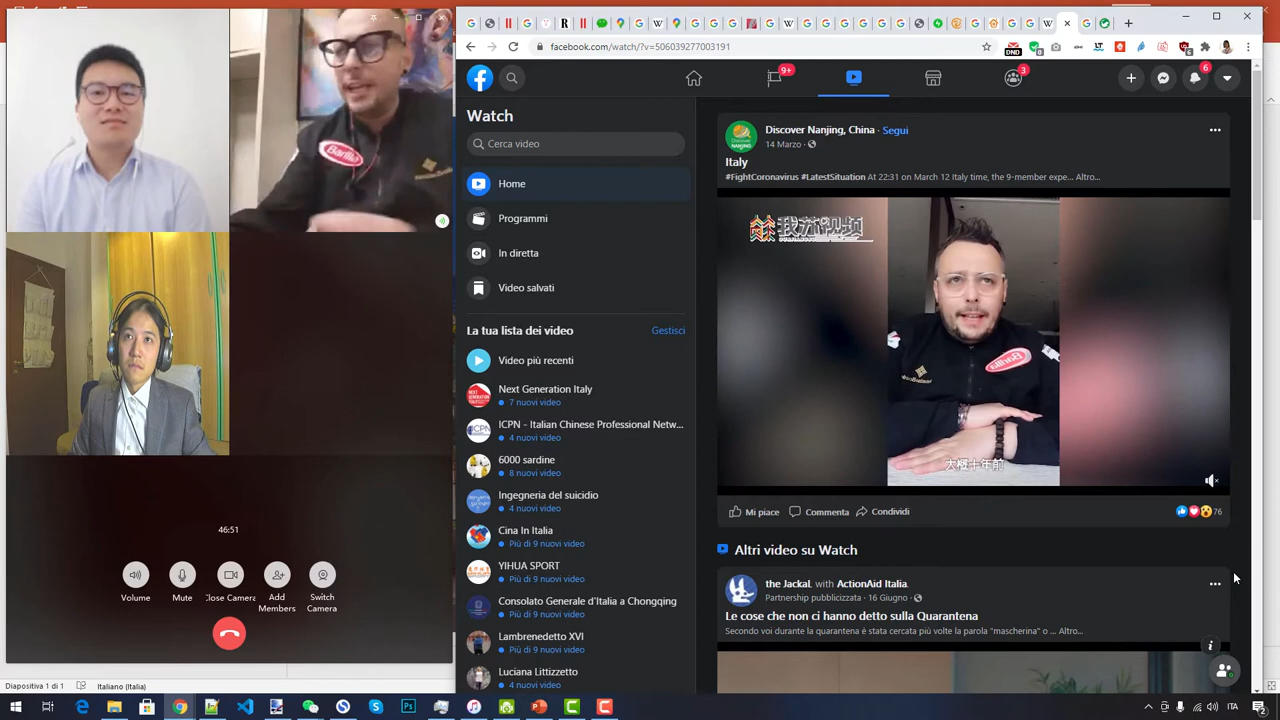 46:51
Volume
Mute
Close Camera
Add
Members
Switch
Camera
facebook.com/watch/?v=506039277003191
DND
9+
3
6
Watch
Cerca video
Home
Programmi
In diretta
Video salvati
La tua lista dei video
Gestisci
Video più recenti
Next Generation Italy
7 nuovi video
ICPN - Italian Chinese Professional Netw...
4 nuovi video
6000 sardine
8 nuovi video
Ingegneria del suicidio
4 nuovi video
Cina In Italia
Più di 9 nuovi video
YIHUA SPORT
Più di 9 nuovi video
Consolato Generale d'Italia a Chongqing
Più di 9 nuovi video
Lambrenedetto XVI
Più di 9 nuovi video
Luciana Littizzetto
4 nuovi video
Discover Nanjing, China · Segui
14 Marzo
Italy
#FightCoronavirus #LatestSituation At 22:31 on March 12 Italy time, the 9-member expe... Altro...
我苏视频
Barilla
大概十年前
Mi piace
Commenta
Condividi
76
Altri video su Watch
the Jackal. with ActionAid Italia.
Partnership pubblicizzata · 16 Giugno
Le cose che non ci hanno detto sulla Quarantena
Secondo voi durante la quarantena è stata cercata più volte la parola "mascherina" o ... Altro...
Diapositiva 1 di 1
Italiano (Italia)
ITA